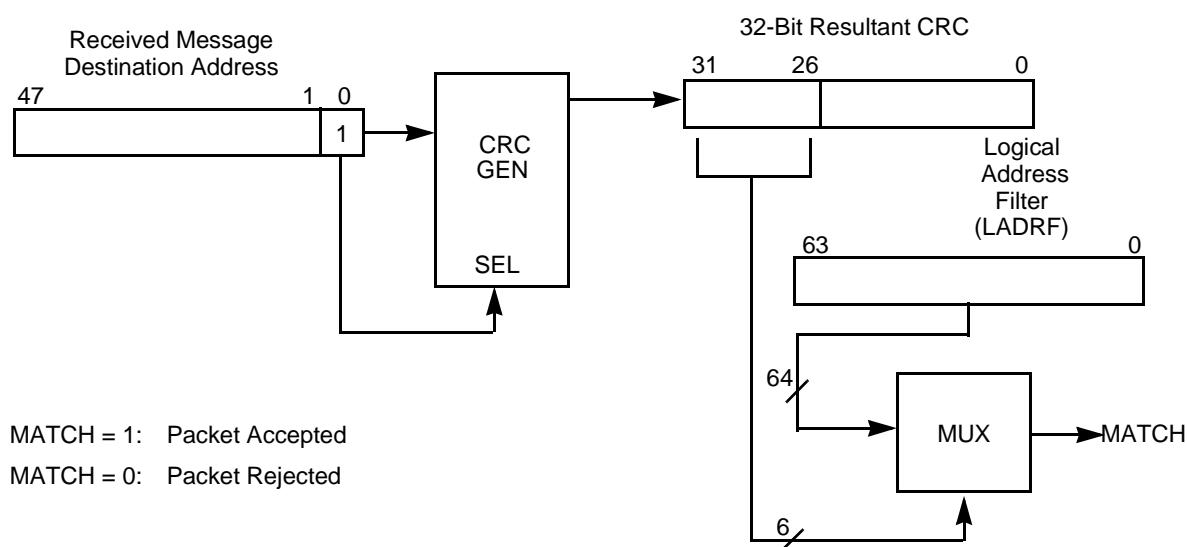 32-Bit Resultant CRC
Received Message
Destination Address
31 26 0
47 1 0
1
CRC
GEN
SEL
Logical
Address
Filter
(LADRF)
63 0
64
MUX
MATCH
6
MATCH = 1: Packet Accepted
MATCH = 0: Packet Rejected